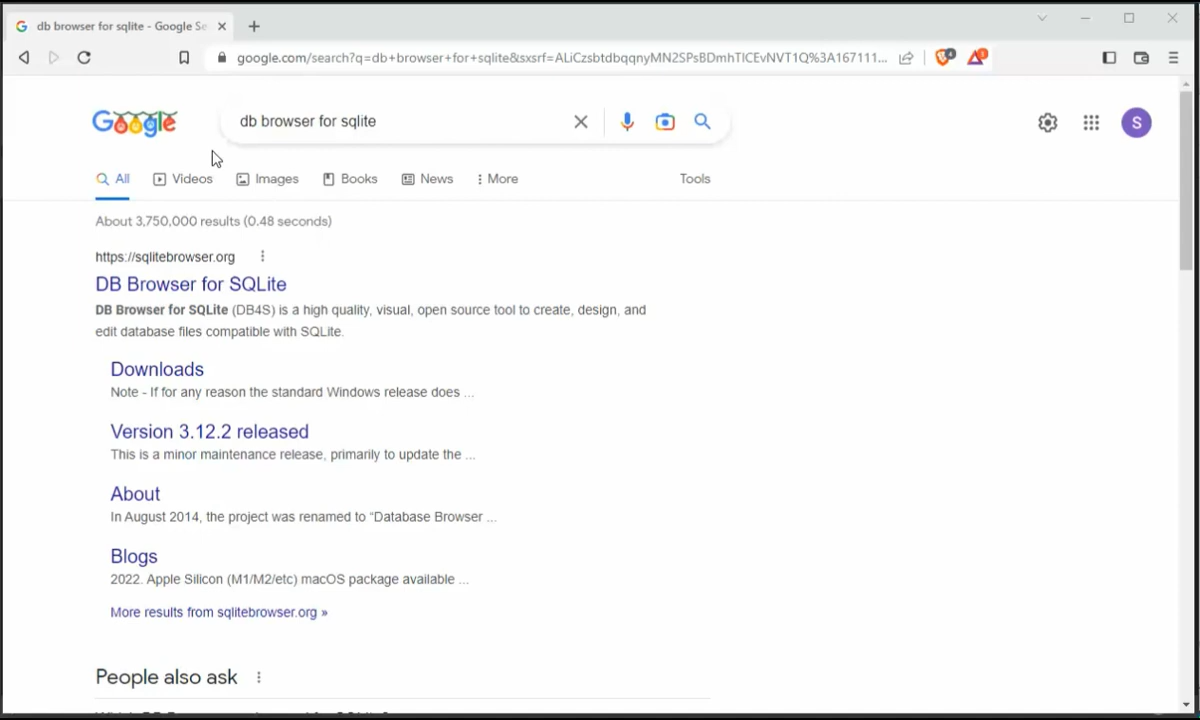 db browser for sqlite - Google Se
google.com/search?q=db+browser+for+sqlite&sxsrf=ALiCzsbtdbqqnyMN2SPsBDmhTICEvNVT1Q%3A167111...
Google
db browser for sqlite
S
All
Videos
Images
Books
News
More
Tools
About 3,750,000 results (0.48 seconds)
https://sqlitebrowser.org
DB Browser for SQLite
DB Browser for SQLite (DB4S) is a high quality, visual, open source tool to create, design, and
edit database files compatible with SQLite.
Downloads
Note - If for any reason the standard Windows release does ...
Version 3.12.2 released
This is a minor maintenance release, primarily to update the ...
About
In August 2014, the project was renamed to “Database Browser ...
Blogs
2022. Apple Silicon (M1/M2/etc) macOS package available ...
More results from sqlitebrowser.org »
People also ask